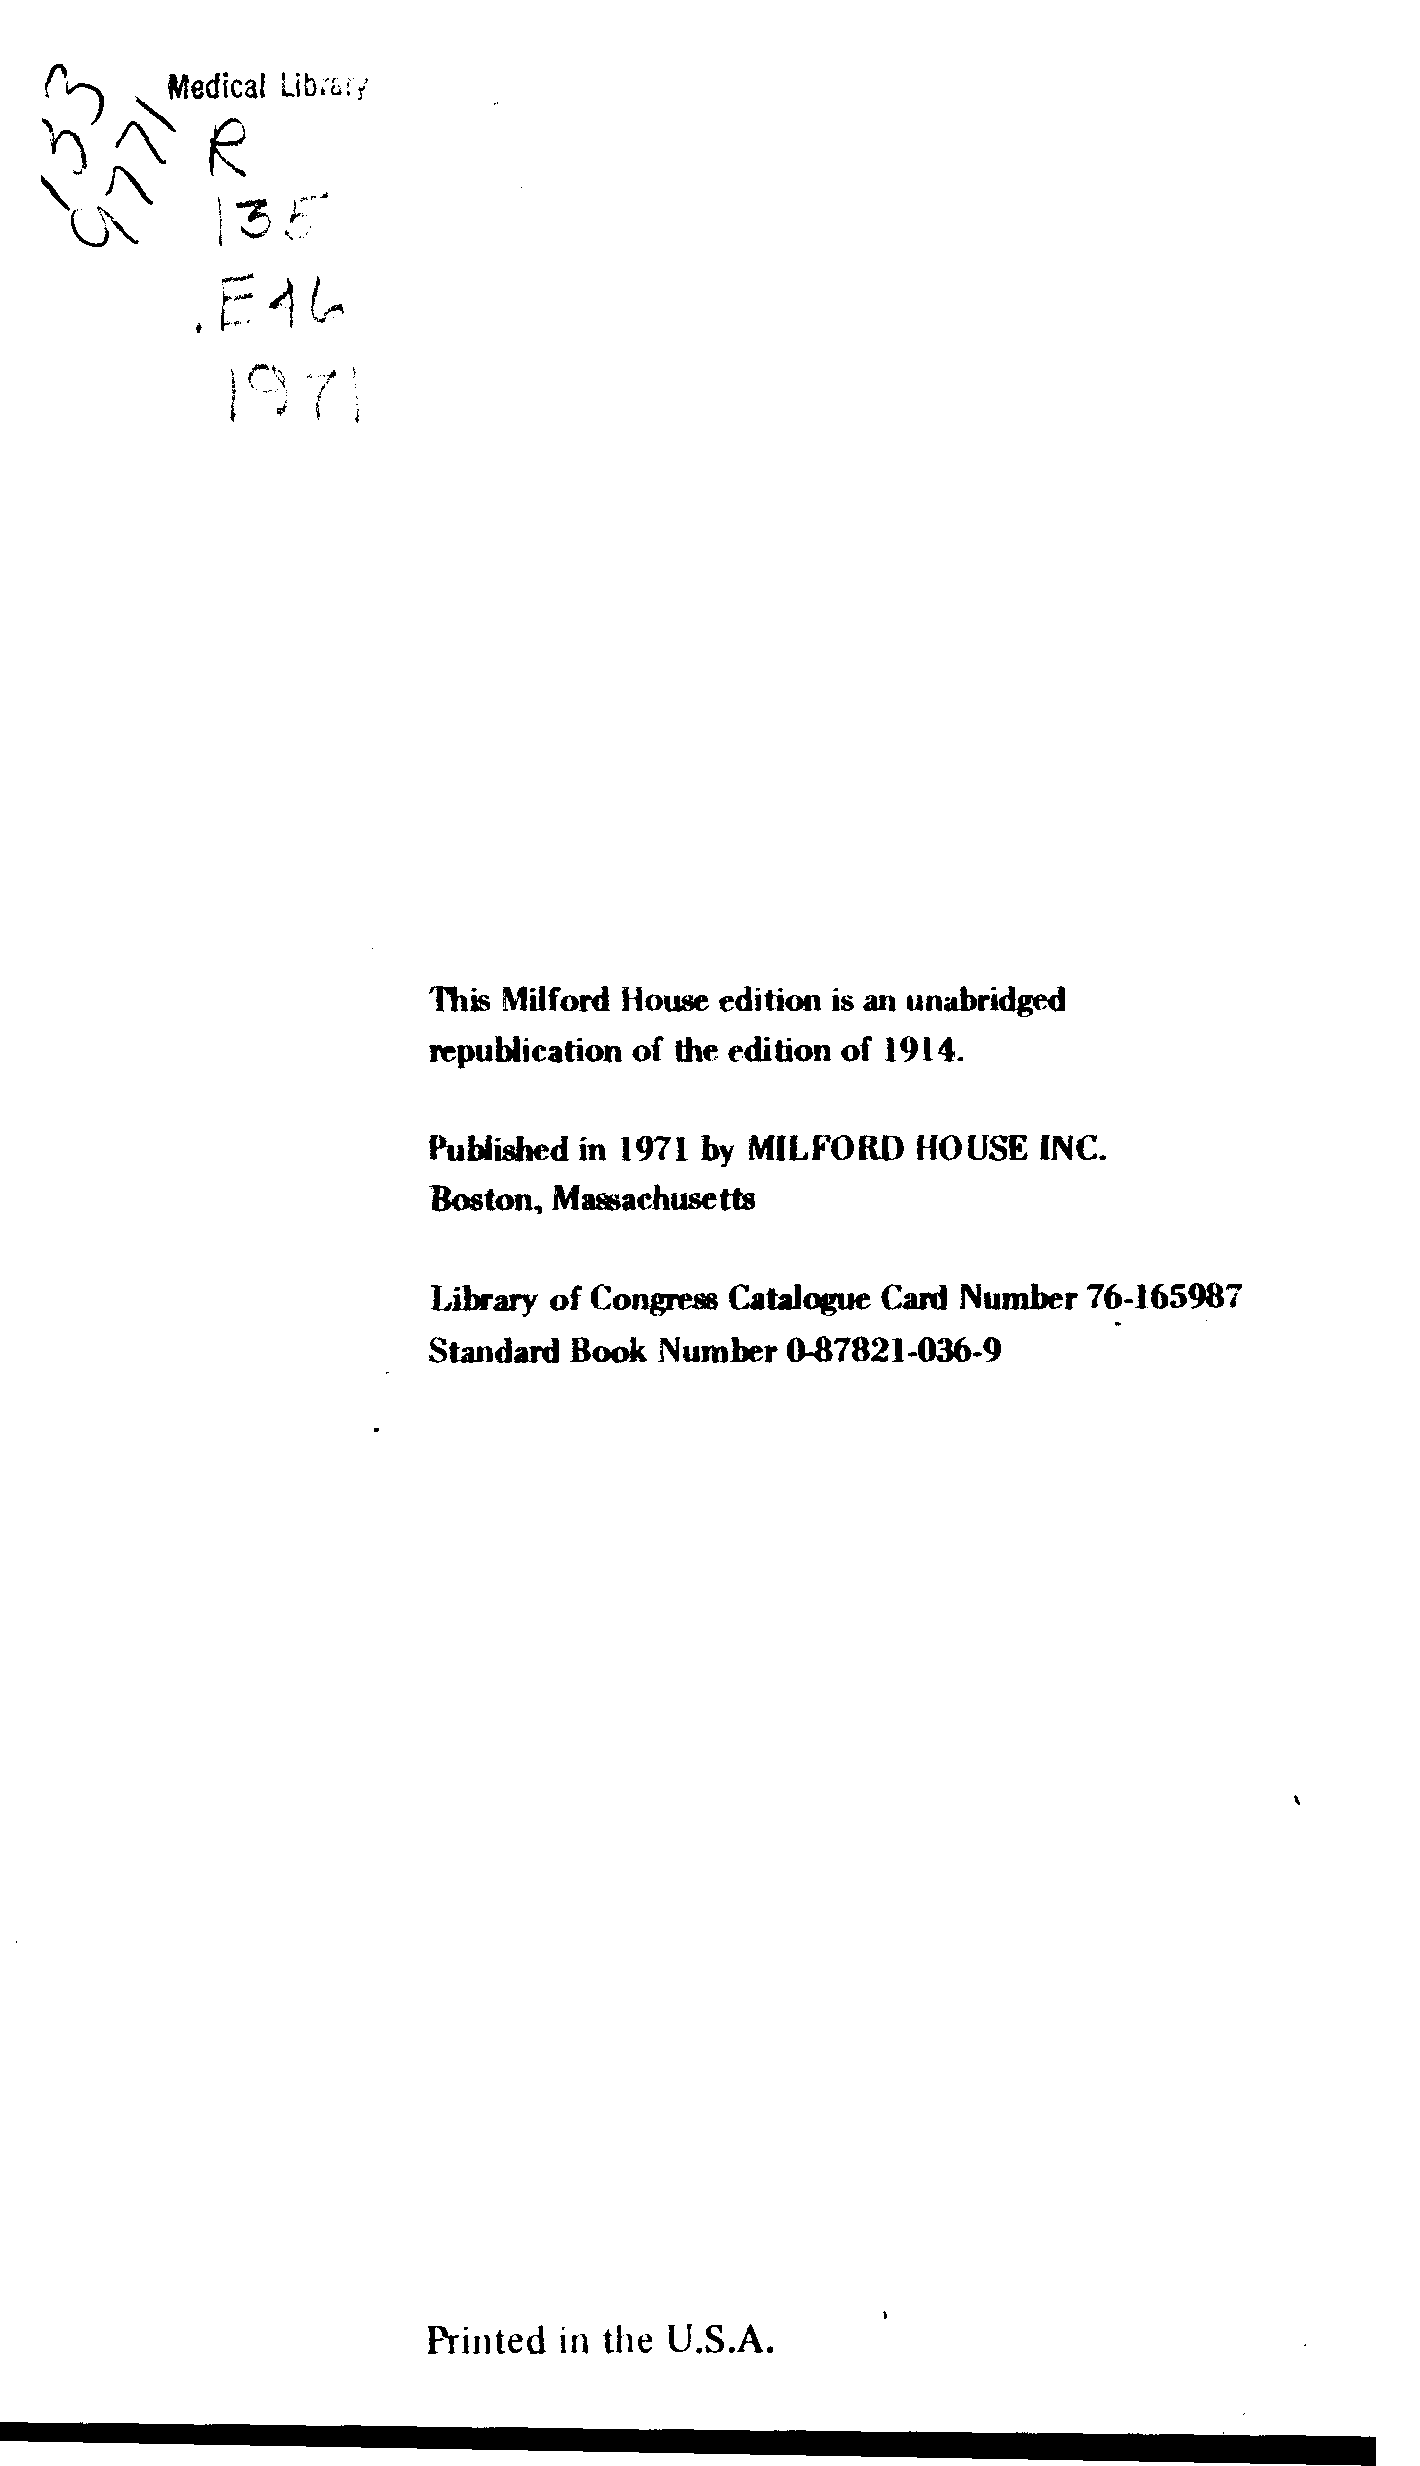 Medical Library
R
135
.E46
1971
This Milford House edition is an unabridged
republication of the edition of 1914.
Published in 1971 by MILFORD HOUSE INC.
Boston, Massachusetts
Library of Congress Catalogue Card Number 76-165987
Standard Book Number 0-87821-036-9
Printed in the U.S.A.